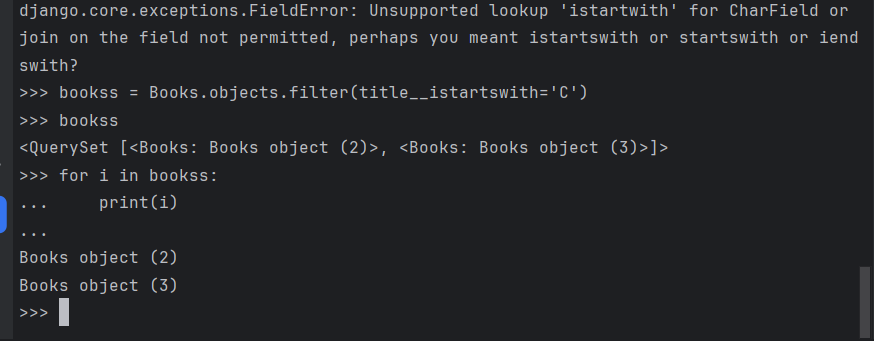 django.core.exceptions.FieldError: Unsupported lookup 'istartwith' for CharField or
join on the field not permitted, perhaps you meant istartswith or startswith or iend
swith?
>>> bookss = Books.objects.filter(title__istartswith='C')
>>> bookss
<QuerySet [<Books: Books object (2)>, <Books: Books object (3)>]>
>>> for i in bookss:
...     print(i)
...
Books object (2)
Books object (3)
>>>